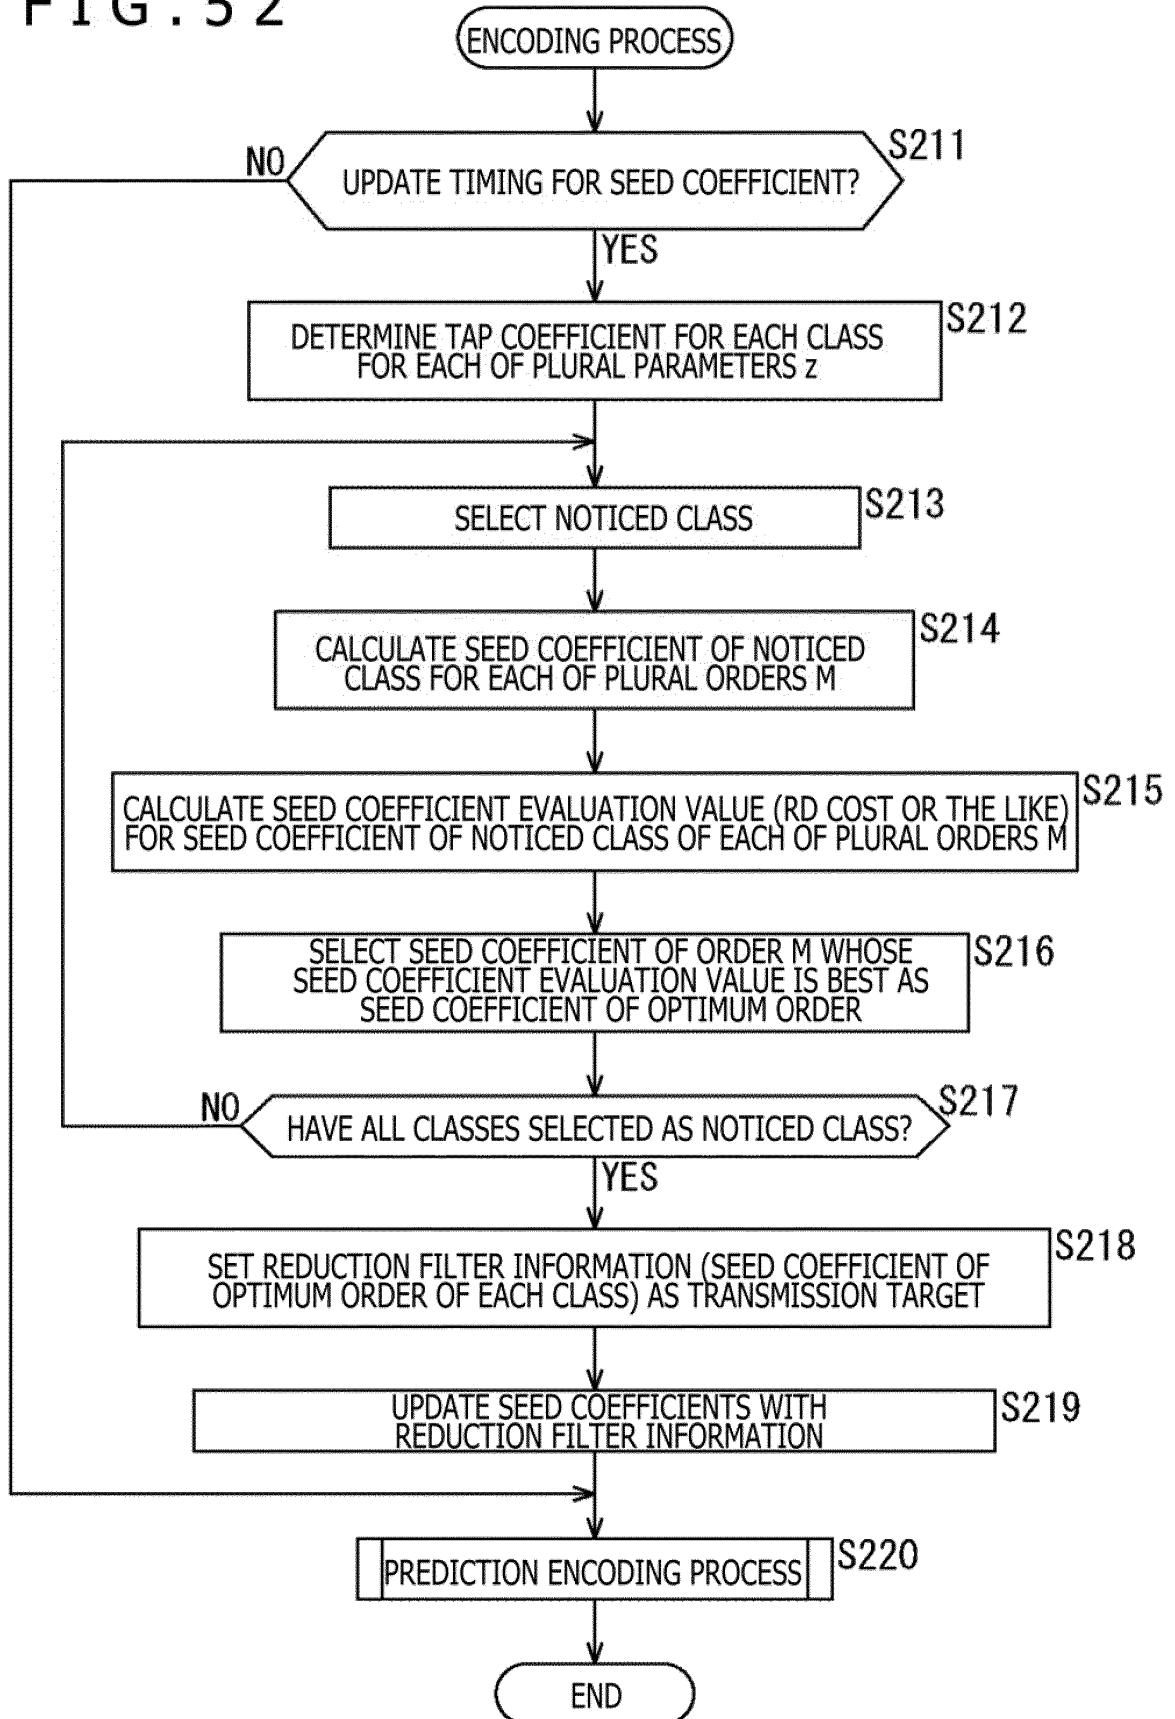 FIG.52
ENCODING PROCESS
S211
NO
UPDATE TIMING FOR SEED COEFFICIENT?
YES
S212
DETERMINE TAP COEFFICIENT FOR EACH CLASS
FOR EACH OF PLURAL PARAMETERS z
S213
SELECT NOTICED CLASS
S214
CALCULATE SEED COEFFICIENT OF NOTICED
CLASS FOR EACH OF PLURAL ORDERS M
S215
CALCULATE SEED COEFFICIENT EVALUATION VALUE (RD COST OR THE LIKE)
FOR SEED COEFFICIENT OF NOTICED CLASS OF EACH OF PLURAL ORDERS M
S216
SELECT SEED COEFFICIENT OF ORDER M WHOSE
SEED COEFFICIENT EVALUATION VALUE IS BEST AS
SEED COEFFICIENT OF OPTIMUM ORDER
S217
NO
HAVE ALL CLASSES SELECTED AS NOTICED CLASS?
YES
S218
SET REDUCTION FILTER INFORMATION (SEED COEFFICIENT OF
OPTIMUM ORDER OF EACH CLASS) AS TRANSMISSION TARGET
S219
UPDATE SEED COEFFICIENTS WITH
REDUCTION FILTER INFORMATION
S220
PREDICTION ENCODING PROCESS
END